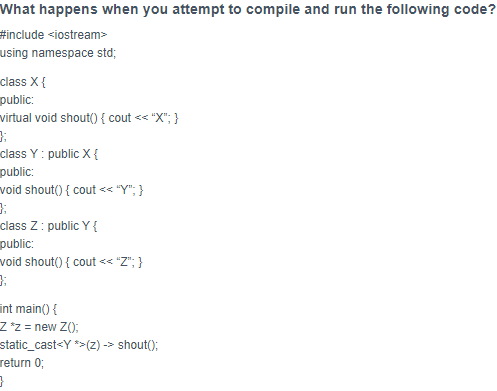 What happens when you attempt to compile and run the following code?
#include <iostream>
using namespace std;
class X {
public:
virtual void shout() { cout << “X”; }
};
class Y : public X {
public:
void shout() { cout << “Y”; }
};
class Z : public Y {
public:
void shout() { cout << “Z”; }
};
int main() {
Z *z = new Z();
static_cast<Y *>(z) -> shout();
return 0;
}